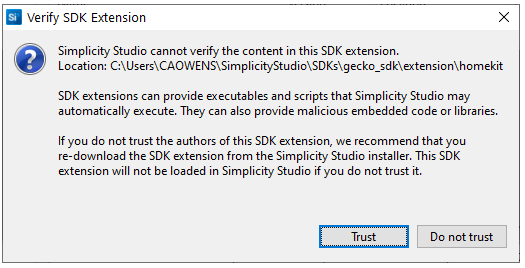 Si
Verify SDK Extension
Simplicity Studio cannot verify the content in this SDK extension.
Location: C:\Users\CAOWENS\SimplicityStudio\SDKs\gecko_sdk\extension\homekit
SDK extensions can provide executables and scripts that Simplicity Studio may
automatically execute. They can also provide malicious embedded code or libraries.
If you do not trust the authors of this SDK extension, we recommend that you
re-download the SDK extension from the Simplicity Studio installer. This SDK
extension will not be loaded in Simplicity Studio if you do not trust it.
Trust
Do not trust